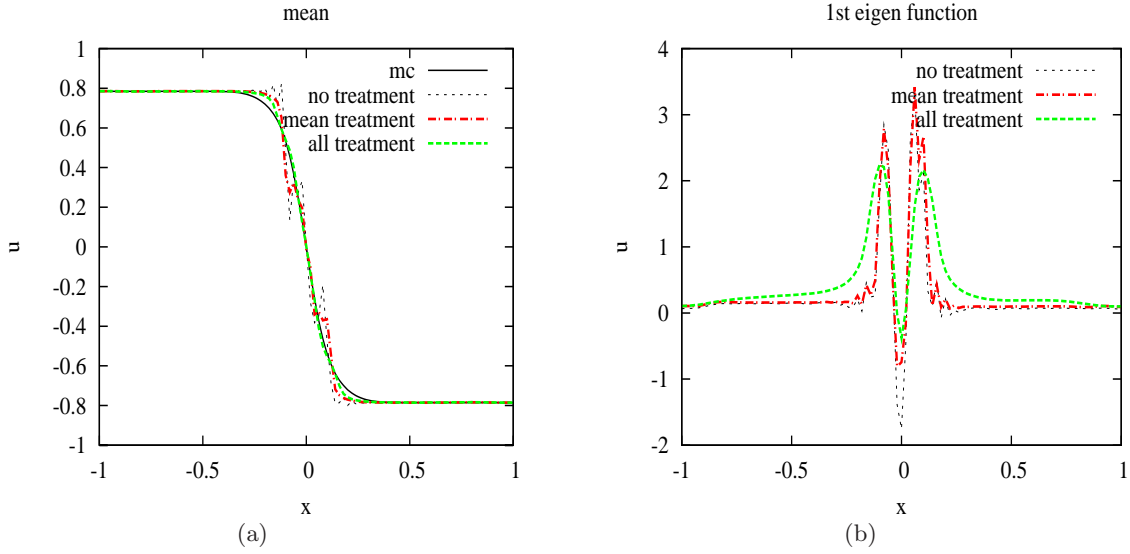 mean
1
0.8
0.6
0.4
0.2
0
-0.2
-0.4
-0.6
-0.8
-1
-1 -0.5 0 0.5 1
u
x
mc
no treatment
mean treatment
all treatment
(a)
1st eigen function
4
3
2
1
0
-1
-2
-1 -0.5 0 0.5 1
u
x
no treatment
mean treatment
all treatment
(b)